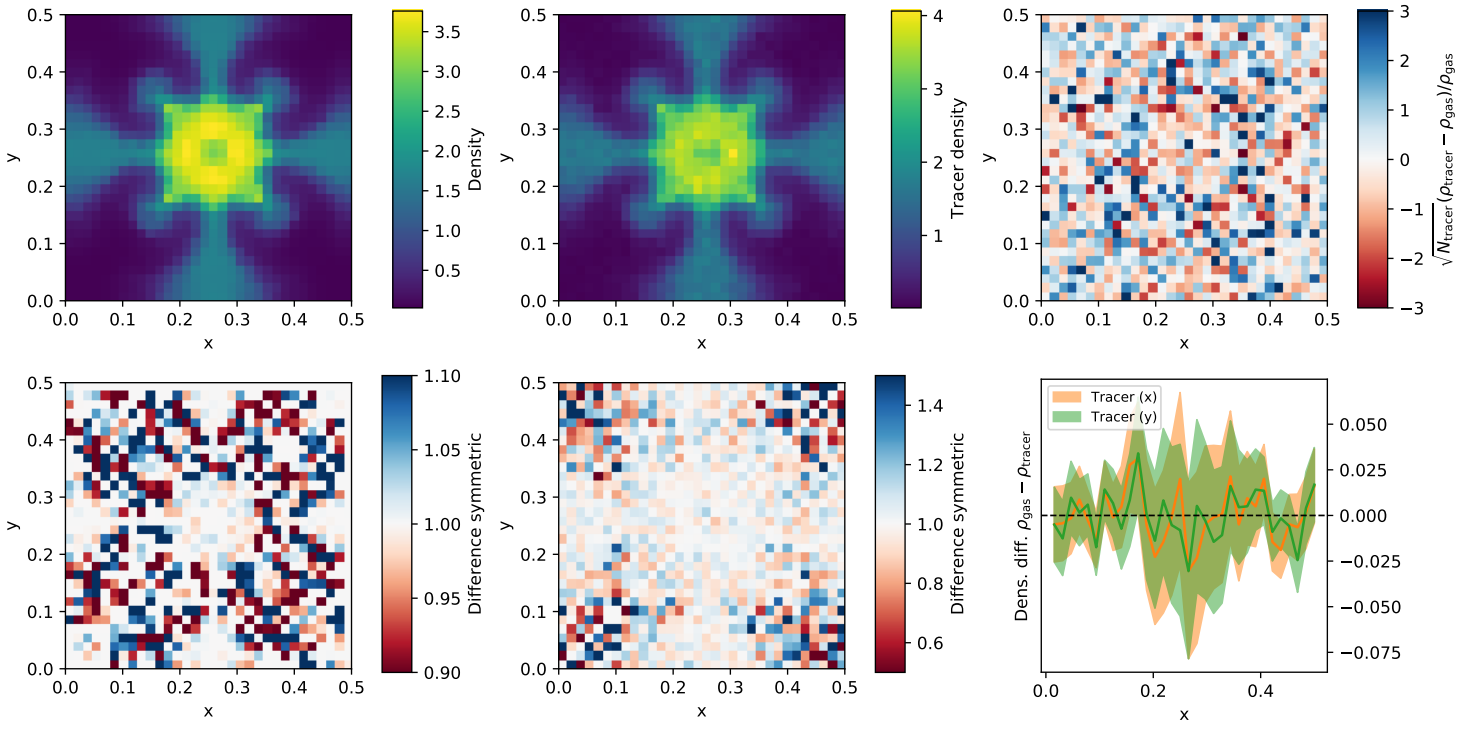 0.5
0.4
0.3
0.2
0.1
0.0
y
0.0 0.1 0.2 0.3 0.4 0.5
x
3.5
3.0
2.5
2.0
1.5
1.0
0.5
Density
0.5
0.4
0.3
0.2
0.1
0.0
y
0.0 0.1 0.2 0.3 0.4 0.5
x
4
3
2
1
Tracer density
0.5
0.4
0.3
0.2
0.1
0.0
y
0.0 0.1 0.2 0.3 0.4 0.5
x
3
2
1
0
−1
−2
−3
√N_tracer (ρ_tracer − ρ_gas)/ρ_gas
0.5
0.4
0.3
0.2
0.1
0.0
y
0.0 0.1 0.2 0.3 0.4 0.5
x
1.10
1.05
1.00
0.95
0.90
Difference symmetric
0.5
0.4
0.3
0.2
0.1
0.0
y
0.0 0.1 0.2 0.3 0.4 0.5
x
1.4
1.2
1.0
0.8
0.6
Difference symmetric
Dens. diff. ρ_gas − ρ_tracer
Tracer (x)
Tracer (y)
0.050
0.025
0.000
−0.025
−0.050
−0.075
0.0 0.2 0.4
x